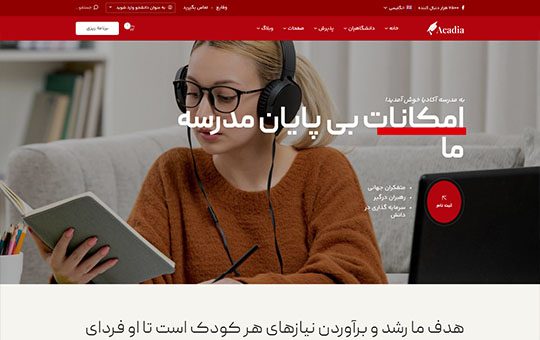 ۷۵۰۰ هزار دنبال کننده
انگلیسی
وقایع
تماس بگیرید
به عنوان دانشجو وارد شوید
جستجو
Acadia
خانه
دانشگاهیان
پذیرش
صفحات
وبلاگ
برنامه ریزی
به مدرسه آکادیا خوش آمدید!
امکانات بی پایان مدرسه
ما
متفکران جهانی
رهبران درگیر
سرمایه گذاری در
دانش
ثبت نام
هدف ما رشد و برآوردن نیازهای هر کودک است تا او فردای